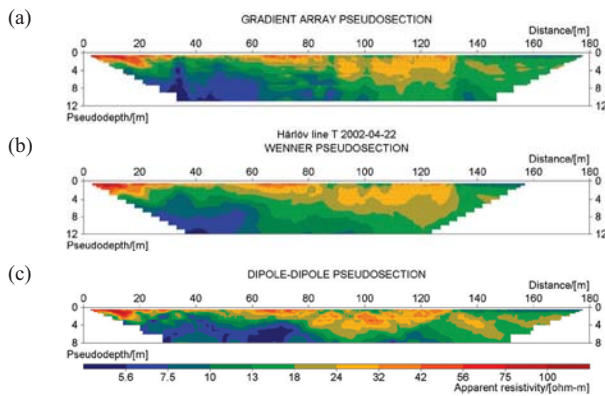 (a)
GRADIENT ARRAY PSEUDOSECTION
Distance/[m]
0 20 40 60 80 100 120 140 160 180
0 0
4 4
8 8
12 12
Pseudodepth/[m]
(b)
Härlöv line T 2002-04-22
WENNER PSEUDOSECTION
Distance/[m]
0 20 40 60 80 100 120 140 160 180
0 0
4 4
8 8
12 12
Pseudodepth/[m]
(c)
DIPOLE-DIPOLE PSEUDOSECTION
Distance/[m]
0 20 40 60 80 100 120 140 160 180
0 0
4 4
8 8
Pseudodepth/[m]
5.6 7.5 10 13 18 24 32 42 56 75 100
Apparent resistivity/[ohm-m]